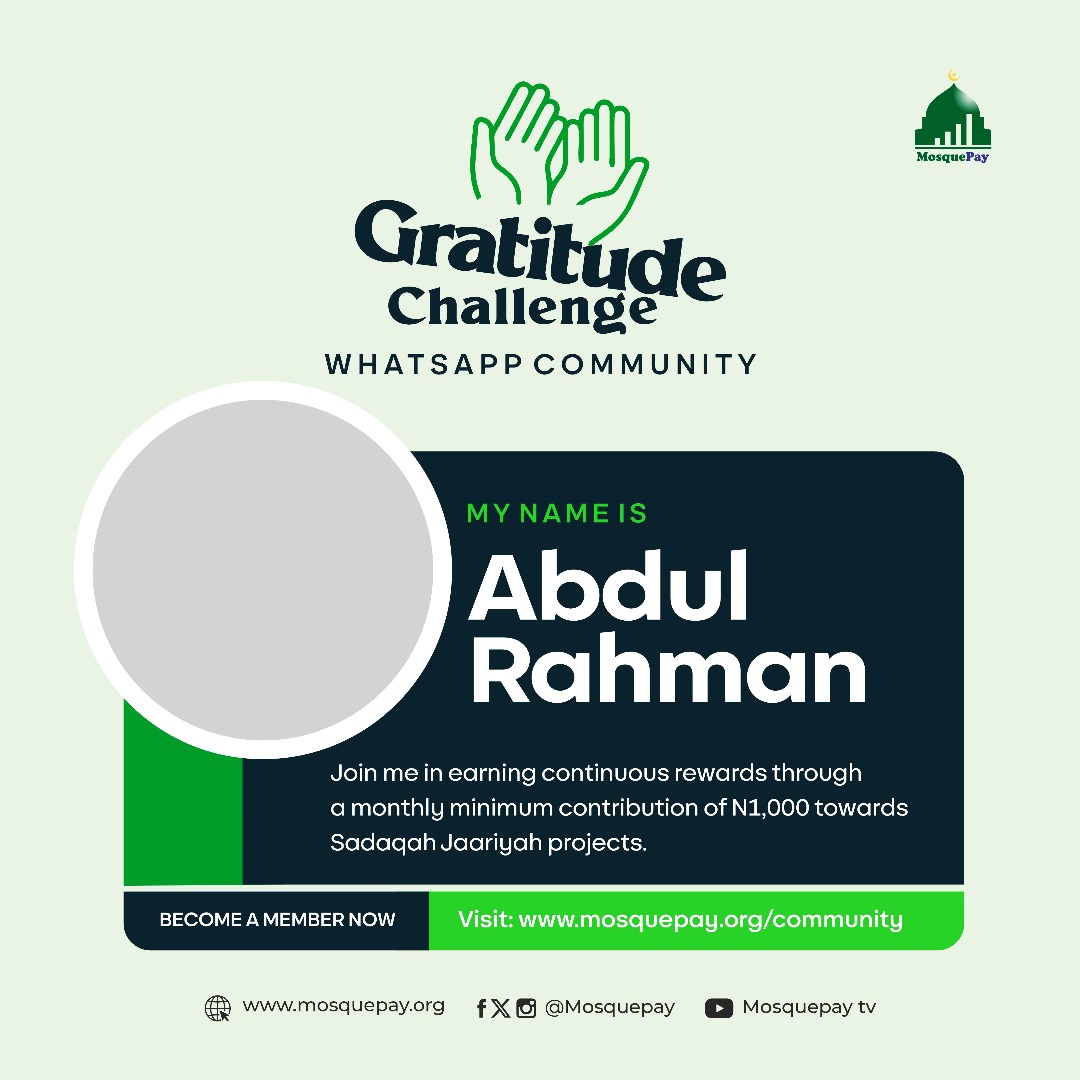 MosquePay
Gratitude
Challenge
WHATSAPP COMMUNITY
MY NAME IS
Abdul
Rahman
Join me in earning continuous rewards through
a monthly minimum contribution of N1,000 towards
Sadaqah Jaariyah projects.
BECOME A MEMBER NOW
Visit: www.mosquepay.org/community
www.mosquepay.org
@Mosquepay
Mosquepay tv